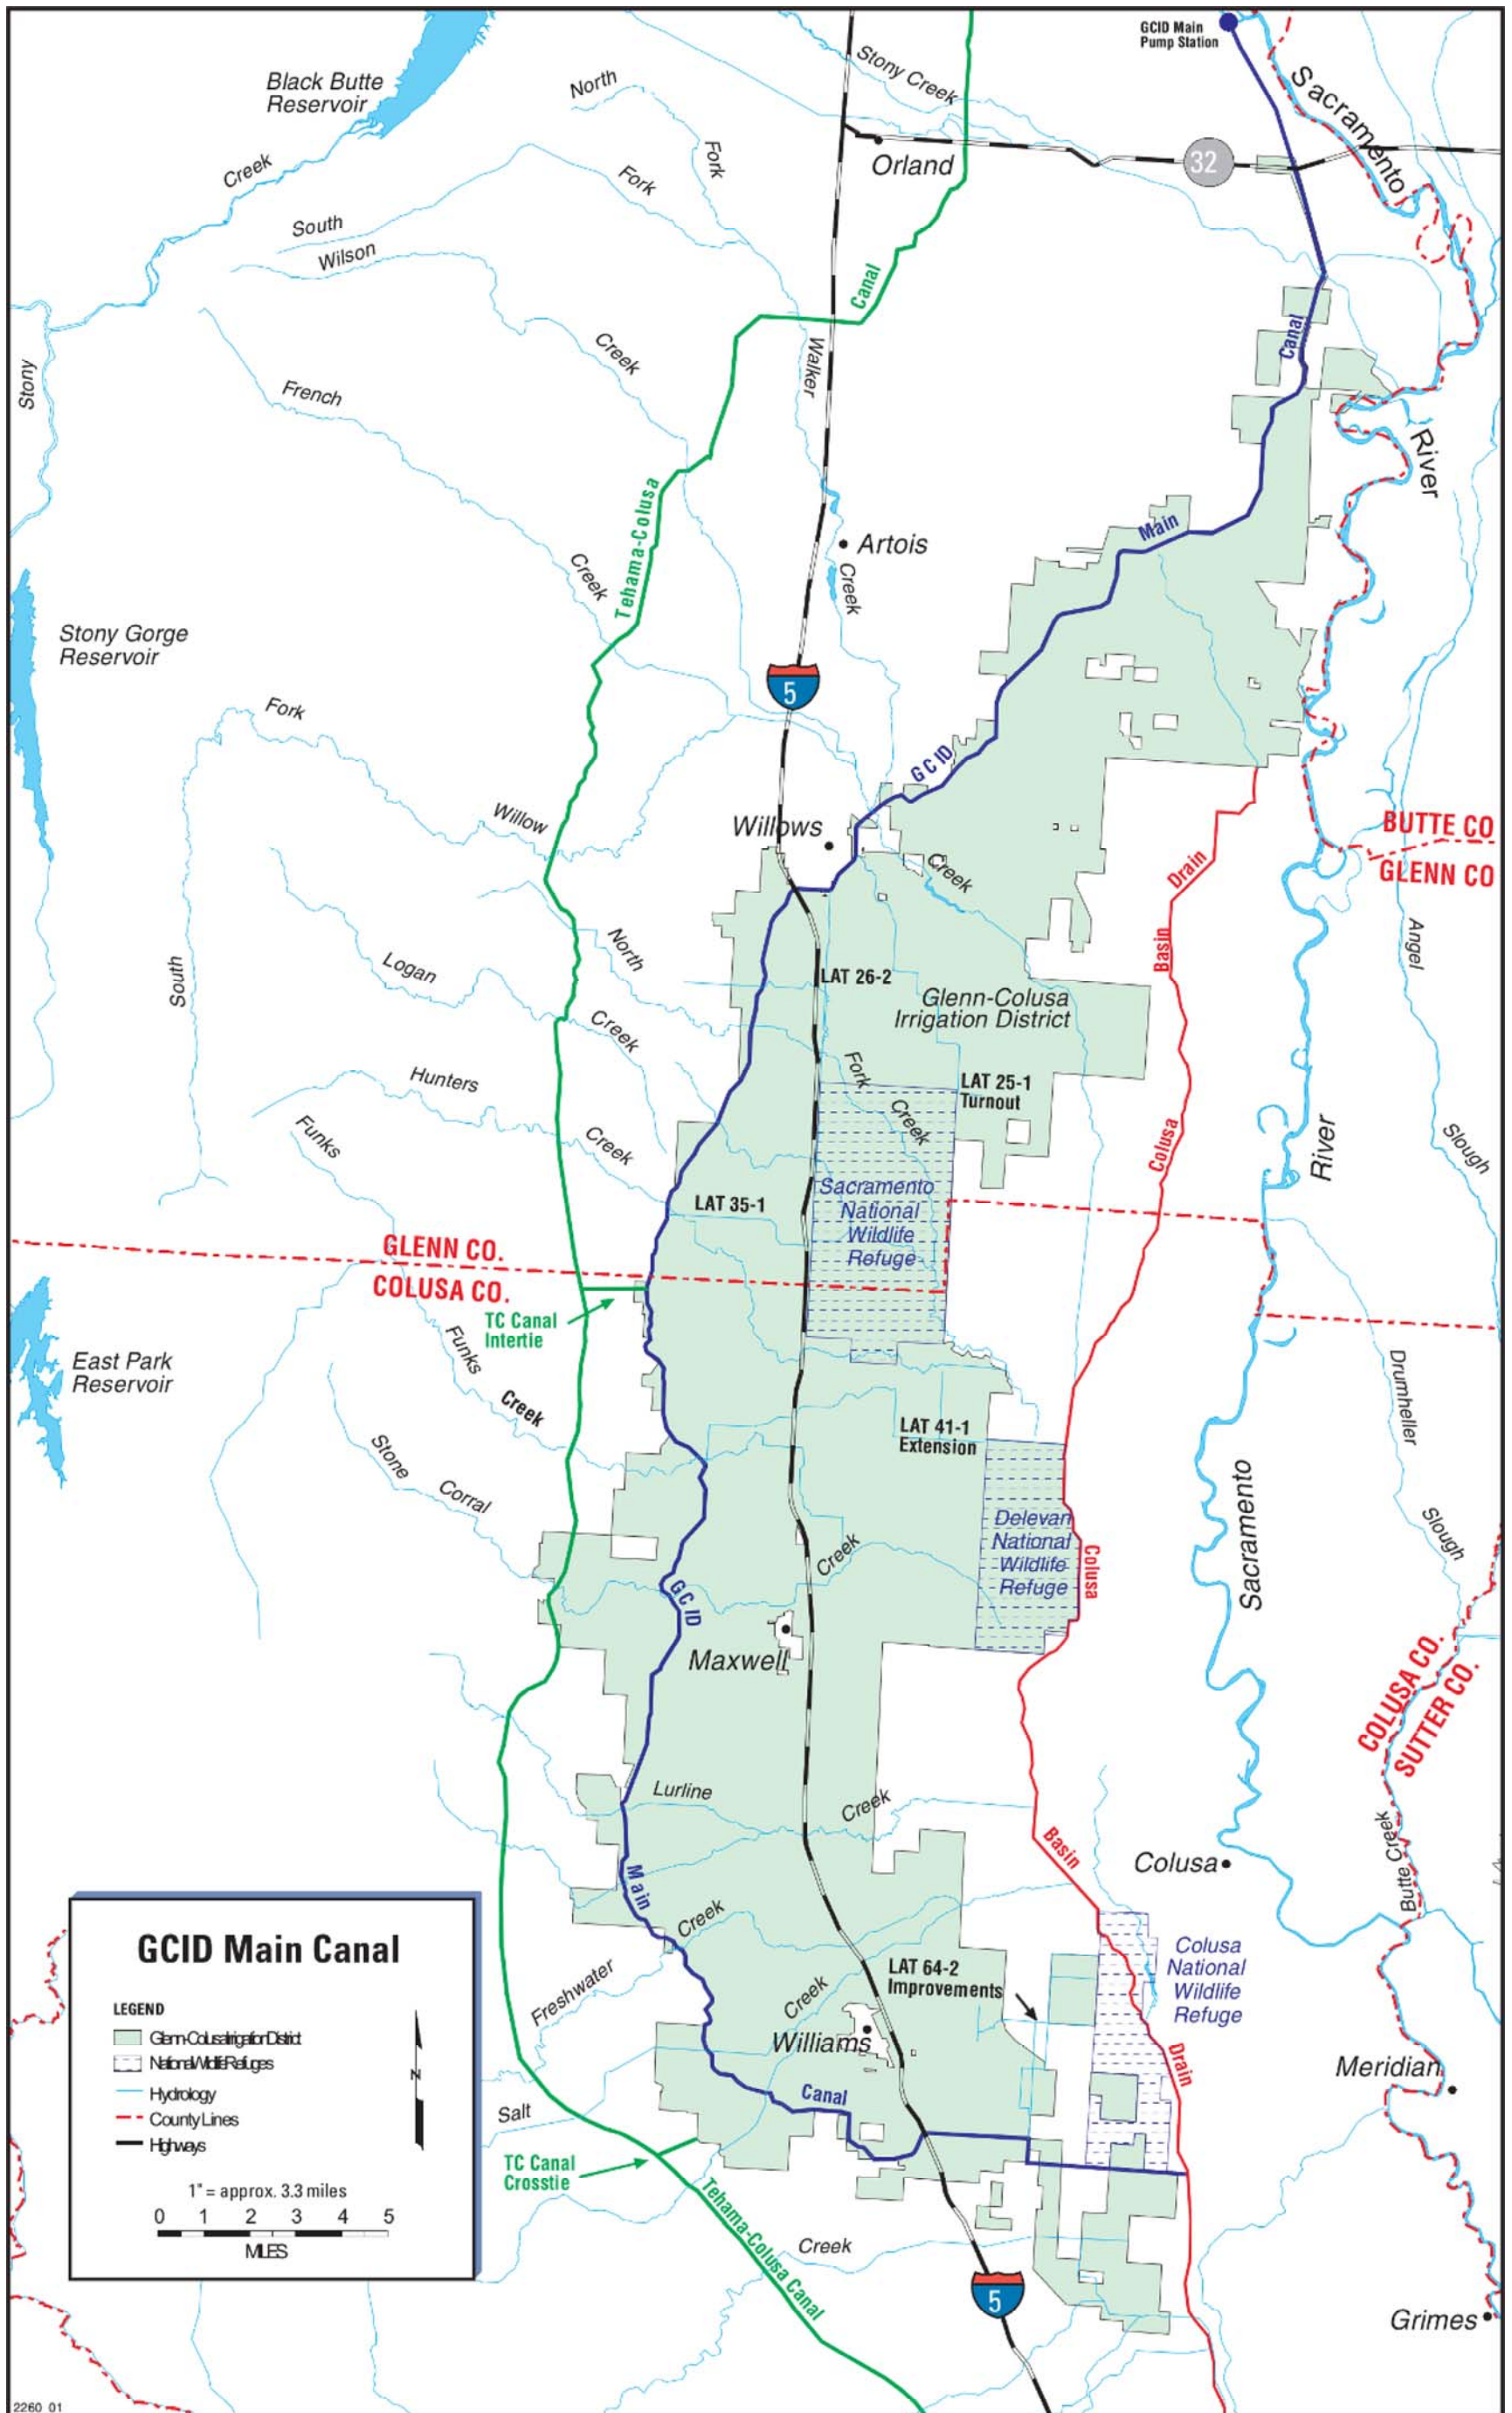 GCID Main
Pump Station
Sacramento
Stony Creek
Black Butte
Reservoir
North
Fork
Orland
32
Creek
Fork
South
Wilson
Canal
Canal
Walker
Creek
Stony
French
River
Tehama-Colusa
Main
Artois
Creek
Creek
Stony Gorge
Reservoir
5
Fork
GCID
Willow
Willows
BUTTE CO
GLENN CO
Drain
Creek
Angel
Basin
North
Logan
South
LAT 26-2
Glenn-Colusa
Irrigation District
Creek
Fork
Hunters
LAT 25-1
Turnout
Creek
Funks
Creek
Colusa
River
Slough
Sacramento
National
Wildlife
Refuge
LAT 35-1
GLENN CO.
COLUSA CO.
TC Canal
Intertie
Funks
East Park
Reservoir
Creek
Drumheller
LAT 41-1
Extension
Stone
Corral
Sacramento
Delevan
National
Wildlife
Refuge
Colusa
Creek
Slough
GCID
Maxwell
COLUSA CO.
SUTTER CO.
Lurline
Creek
Basin
Colusa
Butte Creek
Main
Creek
Colusa
National
Wildlife
Refuge
LAT 64-2
Improvements
Freshwater
Creek
Williams
Drain
Meridian
Canal
Salt
TC Canal
Crosstie
Tehama-Colusa Canal
Creek
5
Grimes
GCID Main Canal
LEGEND
Glenn-Colusa Irrigation District
National Wildlife Refuges
Hydrology
County Lines
Highways
N
1" = approx. 3.3 miles
0 1 2 3 4 5
MILES
2260 01